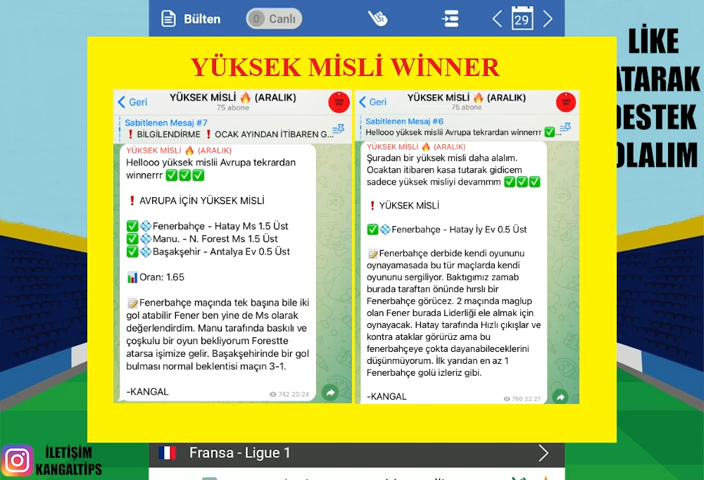 Bülten
0 Canlı
29
LİKE
ATARAK
DESTEK
OLALIM
YÜKSEK MİSLİ WİNNER
Geri
YÜKSEK MİSLİ 🔥 (ARALIK)
75 abone
Sabitlenen Mesaj #7
❗ BİLGİLENDİRME ❗ OCAK AYINDAN İTİBAREN G...
YÜKSEK MİSLİ 🔥 (ARALIK)
Hellooo yüksek mislii Avrupa tekrardan
winnerrr ✅✅✅
❗ AVRUPA İÇİN YÜKSEK MİSLİ
✅💠Fenerbahçe - Hatay Ms 1.5 Üst
✅💠Manu. - N. Forest Ms 1.5 Üst
✅💠Başakşehir - Antalya Ev 0.5 Üst
📊Oran: 1.65
📝Fenerbahçe maçında tek başına bile iki
gol atabilir Fener ben yine de Ms olarak
değerlendirdim. Manu tarafında baskılı ve
çoşkulu bir oyun bekliyorum Forestte
atarsa işimize gelir. Başakşehirinde bir gol
bulması normal beklentisi maçın 3-1.
-KANGAL
742 23:24
Geri
YÜKSEK MİSLİ 🔥 (ARALIK)
75 abone
Sabitlenen Mesaj #6
Hellooo yüksek mislii Avrupa tekrardan winnerrr ✅...
YÜKSEK MİSLİ 🔥 (ARALIK)
Şuradan bir yüksek misli daha alalım.
Ocaktan itibaren kasa tutarak gidicem
sadece yüksek misliyi devammm ✅✅✅
❗ YÜKSEK MİSLİ
✅💠Fenerbahçe - Hatay İy Ev 0.5 Üst
📝Fenerbahçe derbide kendi oyununu
oynayamasada bu tür maçlarda kendi
oyununu sergiliyor. Baktıgımız zamab
burada taraftarı önünde hırslı bir
Fenerbahçe görücez. 2 maçında maglup
olan Fener burada Liderliği ele almak için
oynayacak. Hatay tarafında Hızlı çıkışlar ve
kontra ataklar görürüz ama bu
fenerbahçeye çokta dayanabileceklerini
düşünmüyorum. İlk yarıdan en az 1
Fenerbahçe golü izleriz gibi.
-KANGAL
22:27
Fransa - Ligue 1
İLETİŞİM
KANGALTİPS